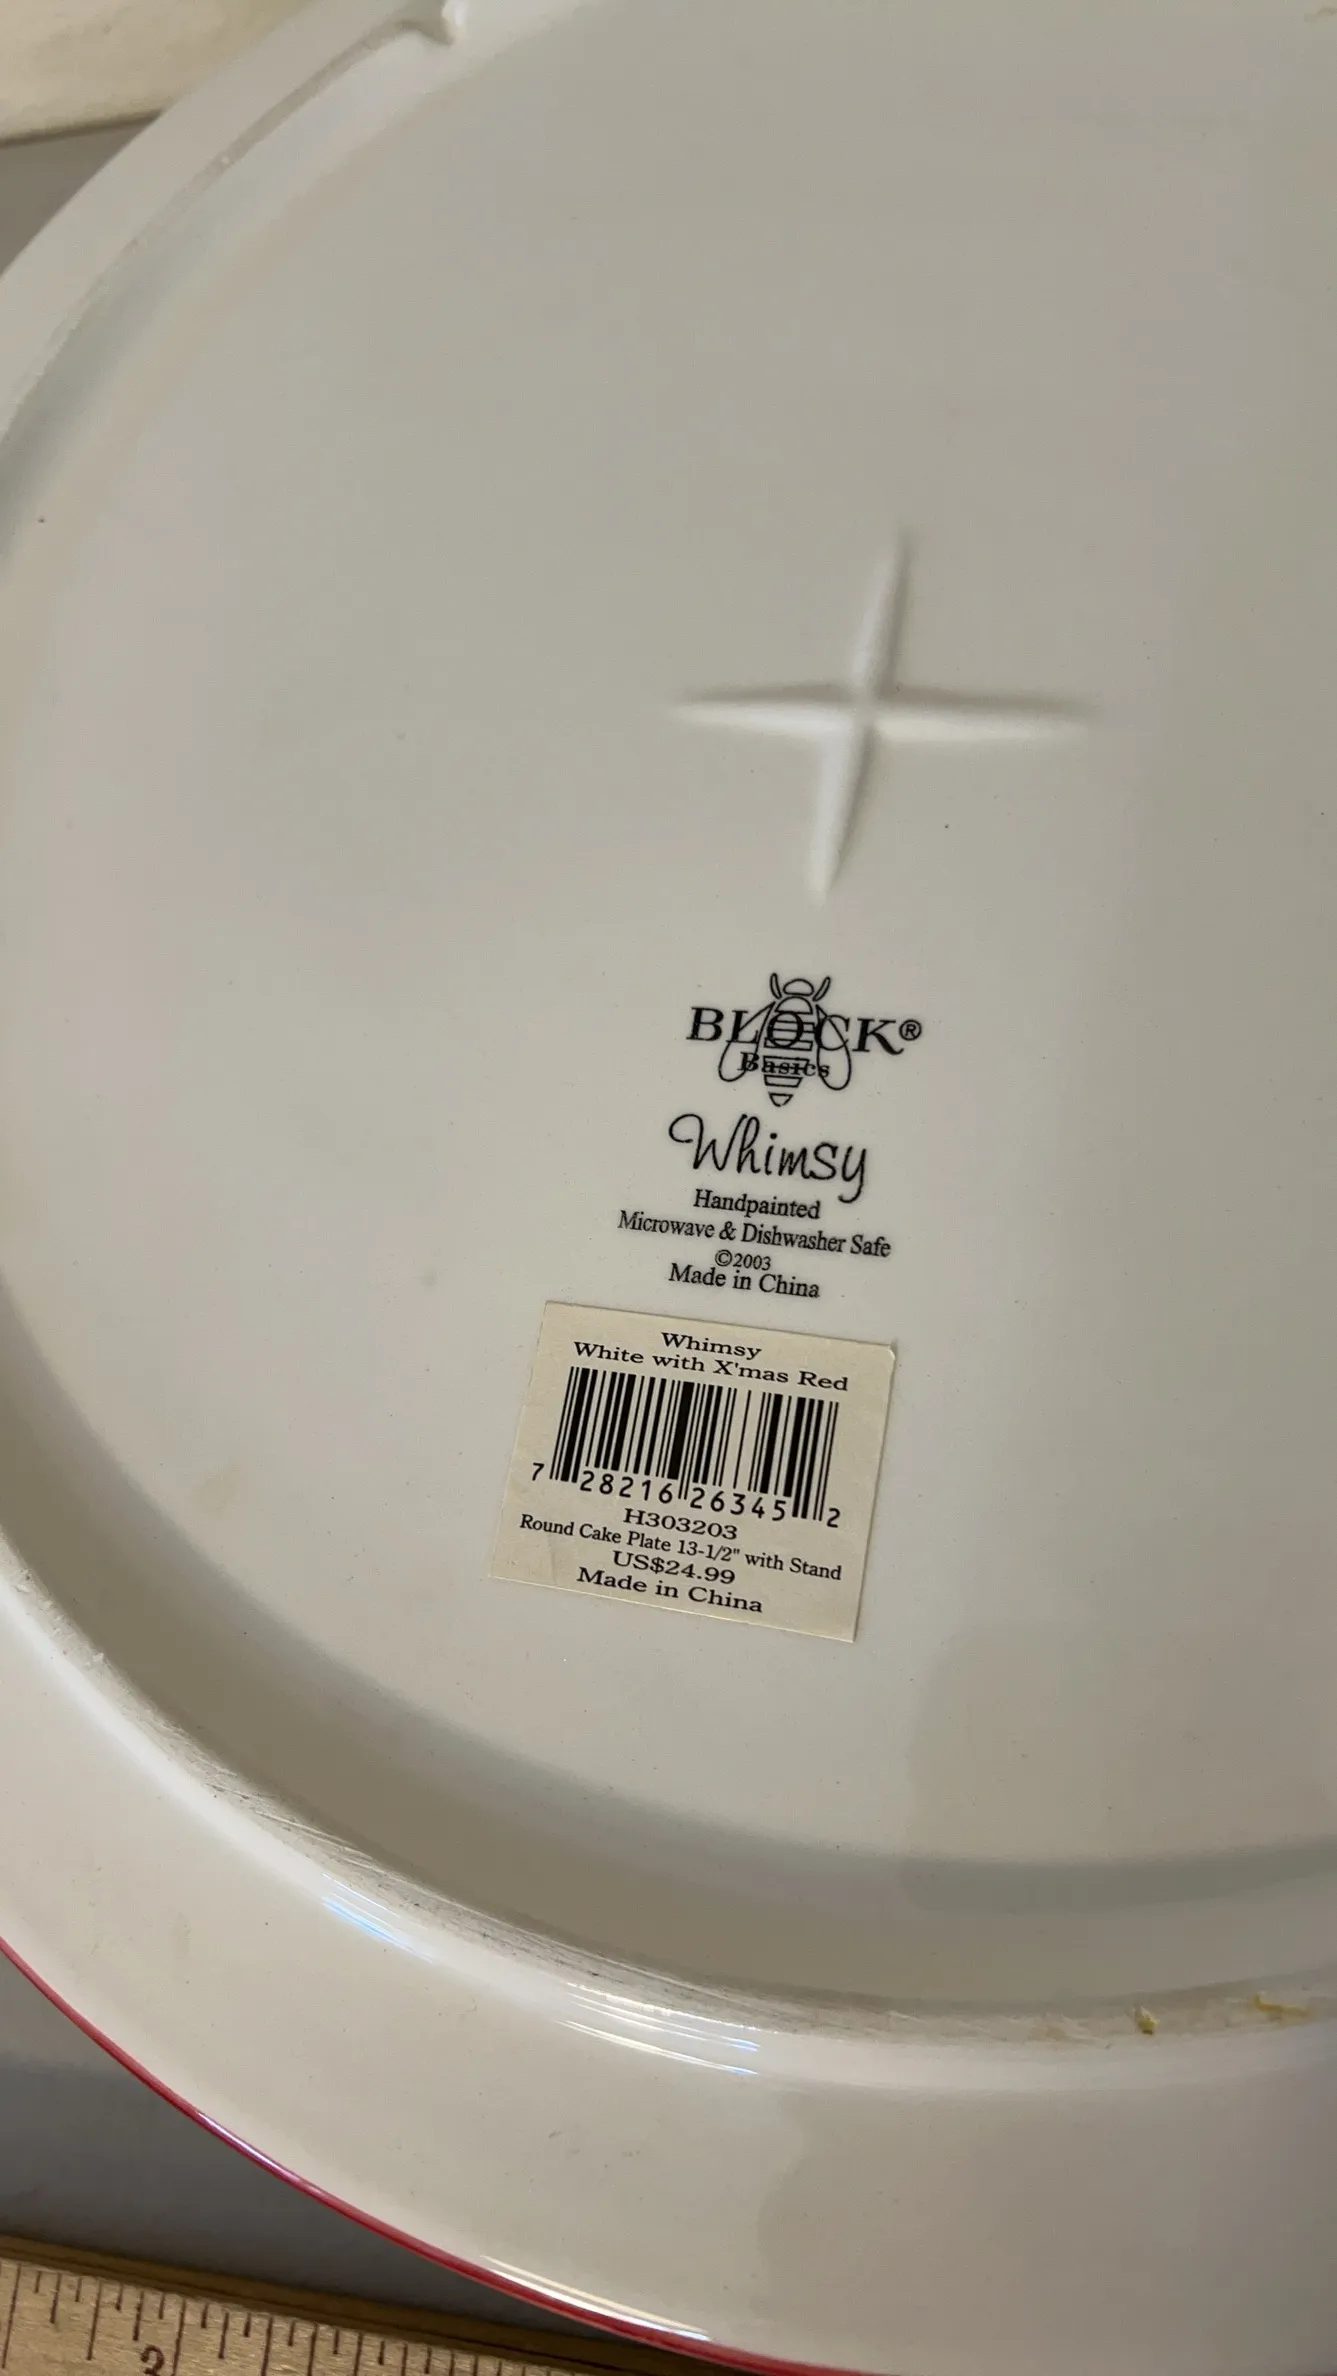 BLOCK®
Basics
Whimsy
Handpainted
Microwave & Dishwasher Safe
©2003
Made in China
Whimsy
White with X'mas Red
7 28216 26345 2
H303203
Round Cake Plate 13-1/2" with Stand
US$24.99
Made in China
3